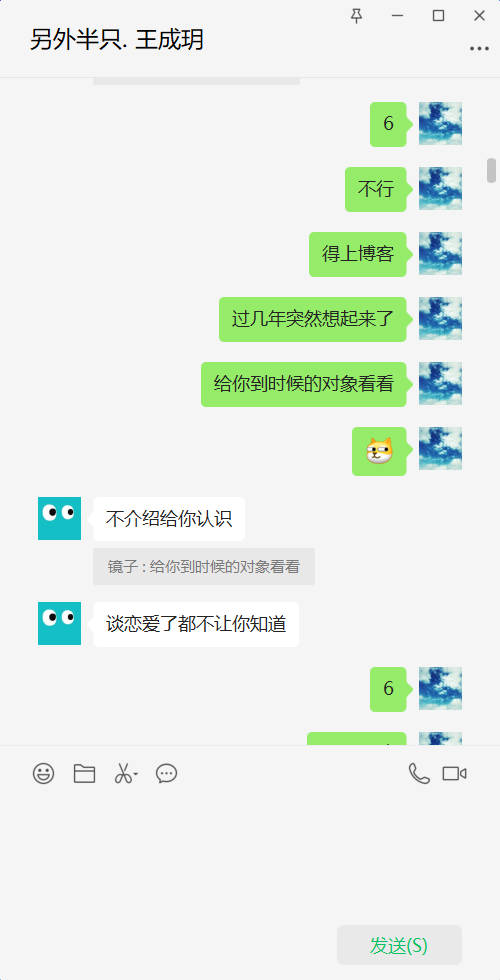 另外半只. 王成玥
6
不行
得上博客
过几年突然想起来了
给你到时候的对象看看
不介绍给你认识
镜子 : 给你到时候的对象看看
谈恋爱了都不让你知道
6
发送(S)